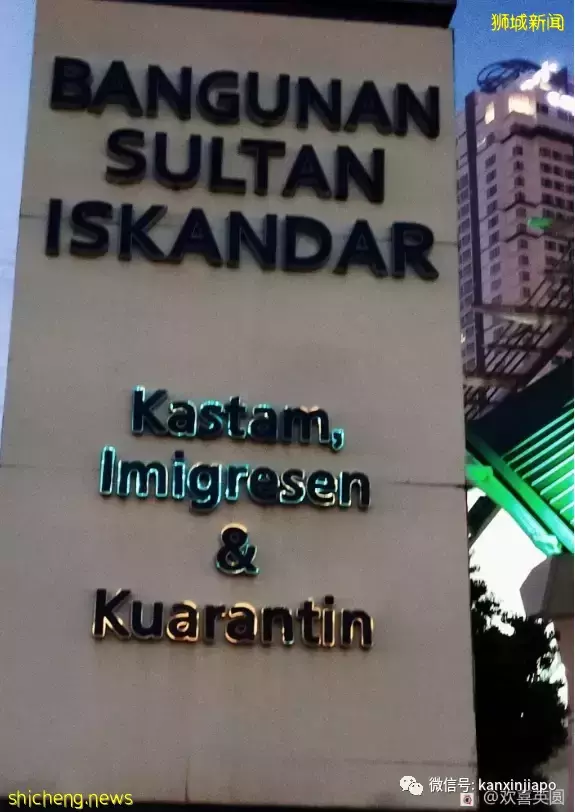 狮城新闻
BANGUNAN
SULTAN
ISKANDAR
Kastam,
Imigresen
&
Kuarantin
微信号: kanxinjiapo
@欢喜英圆
shicheng.news